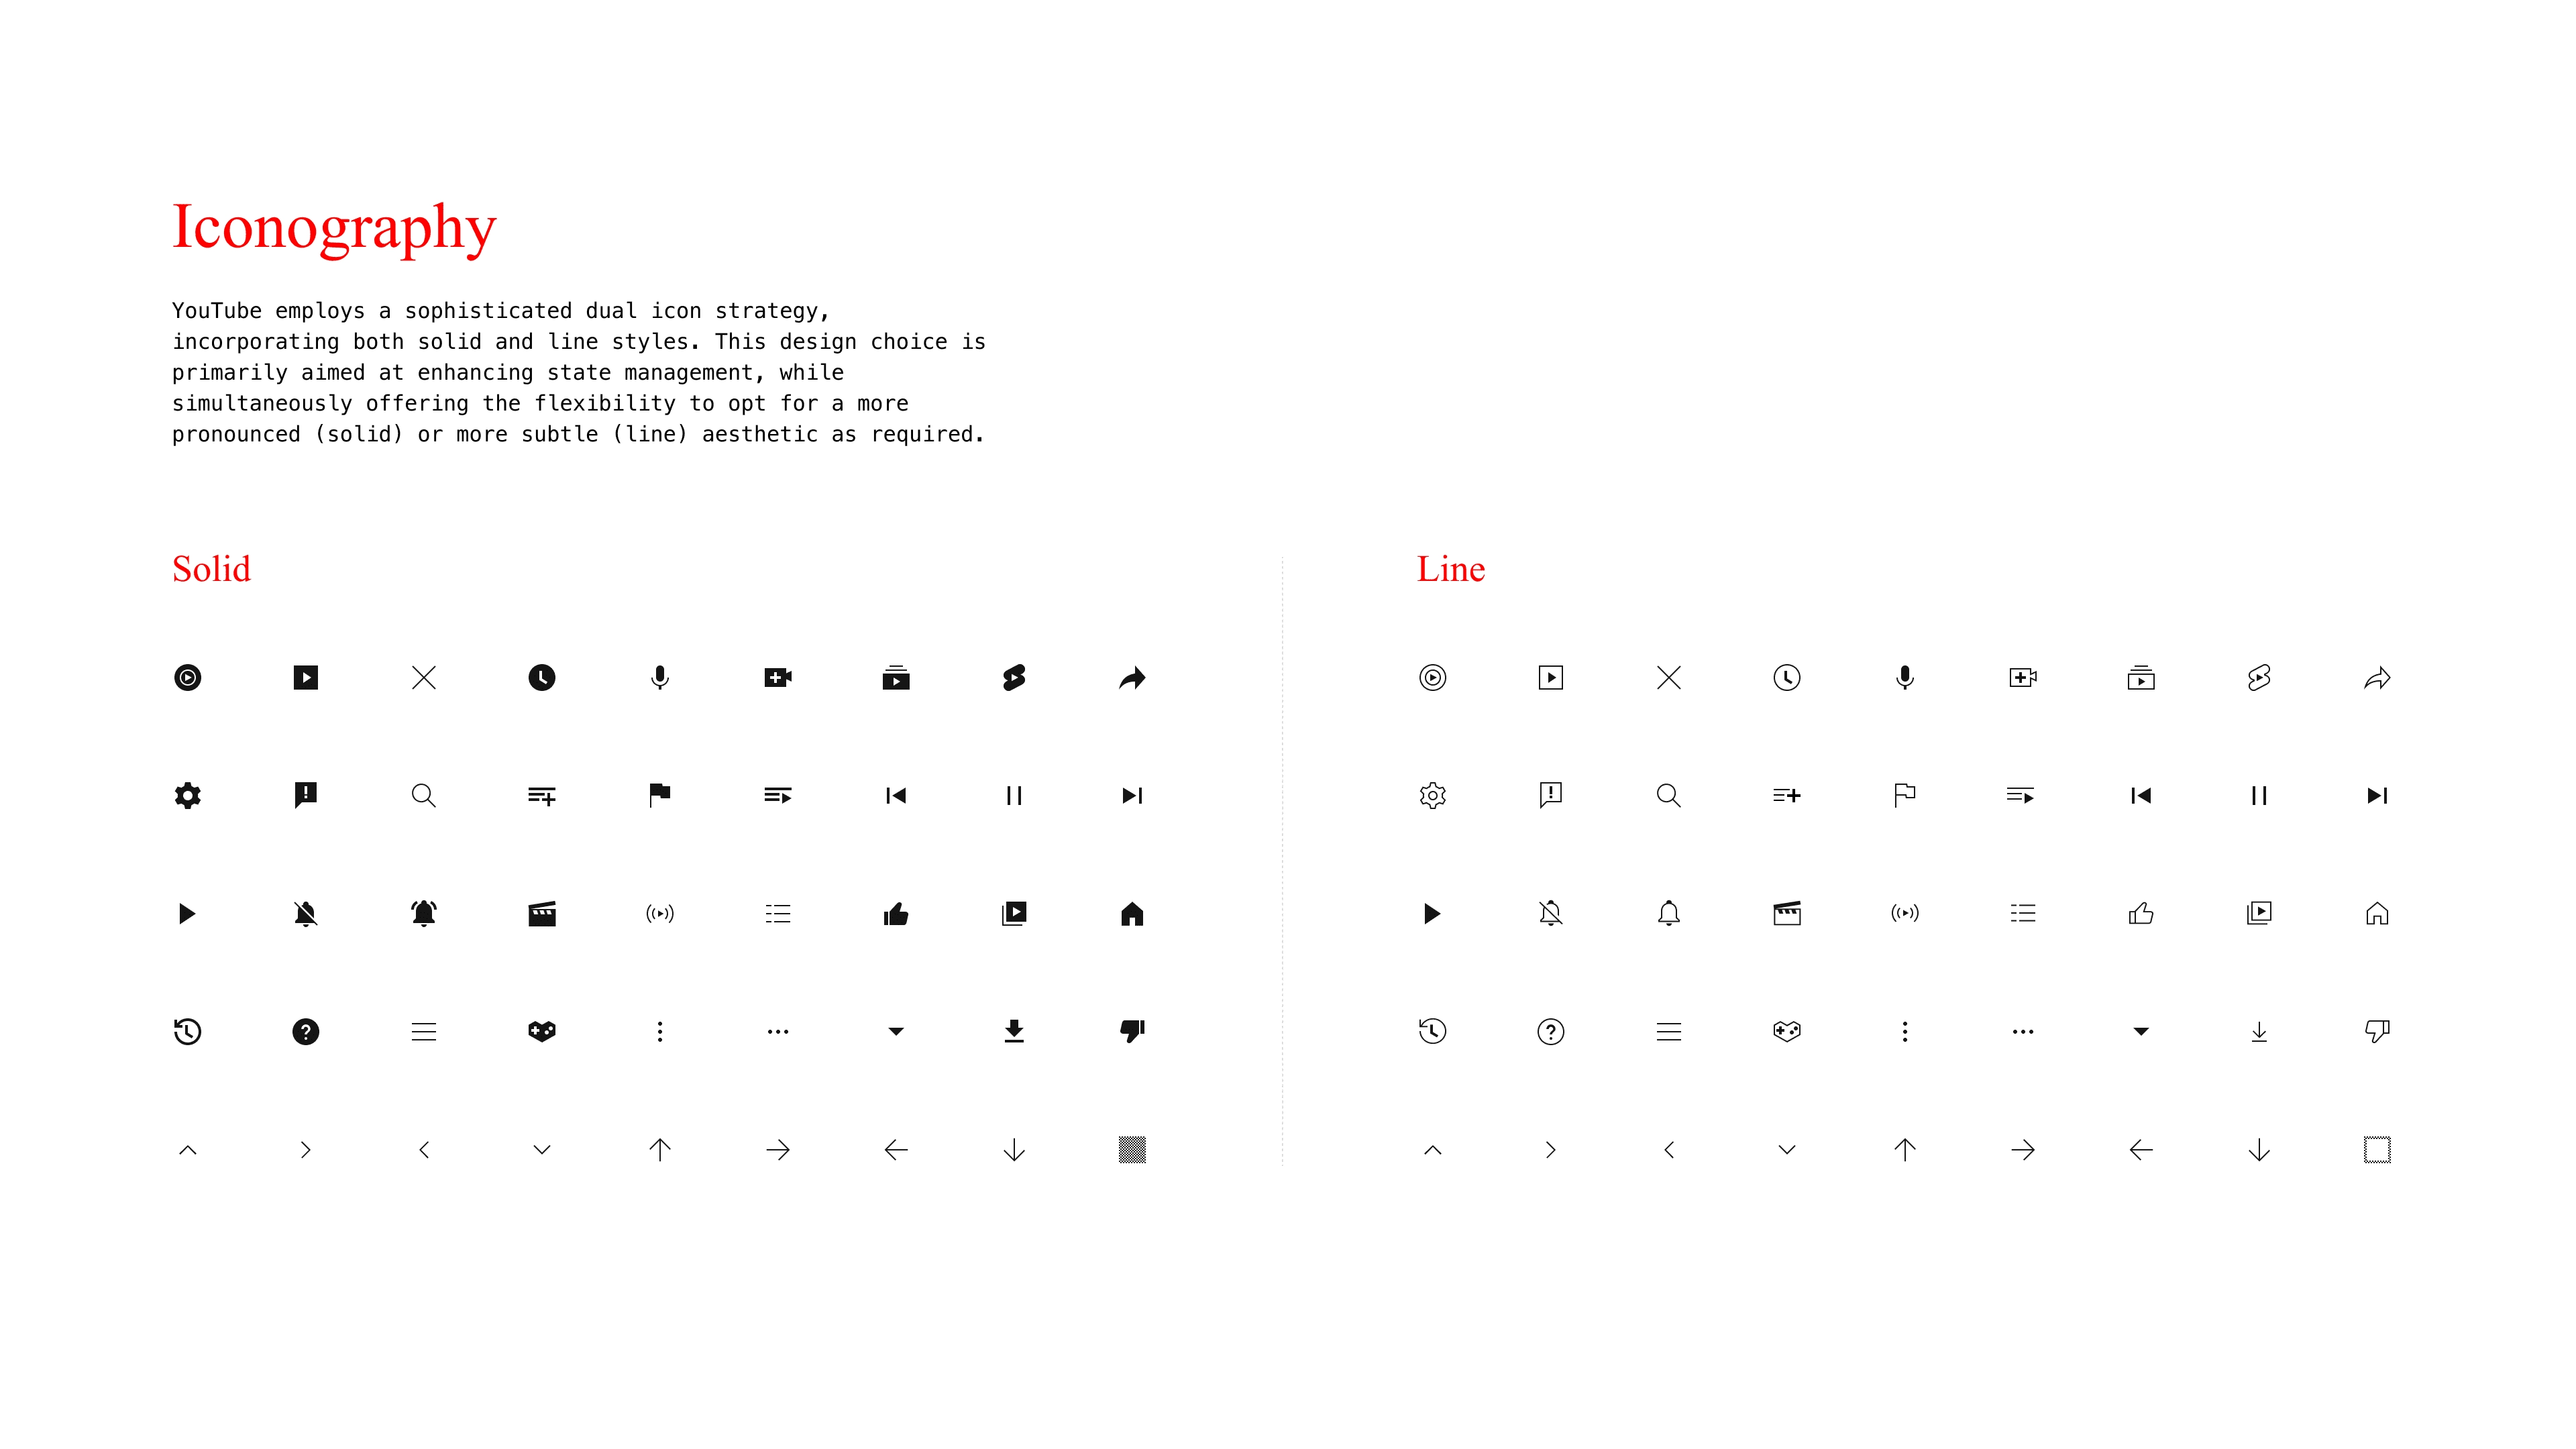 Iconography
YouTube employs a sophisticated dual icon strategy,
incorporating both solid and line styles. This design choice is
primarily aimed at enhancing state management, while
simultaneously offering the flexibility to opt for a more
pronounced (solid) or more subtle (line) aesthetic as required.
Solid
Line